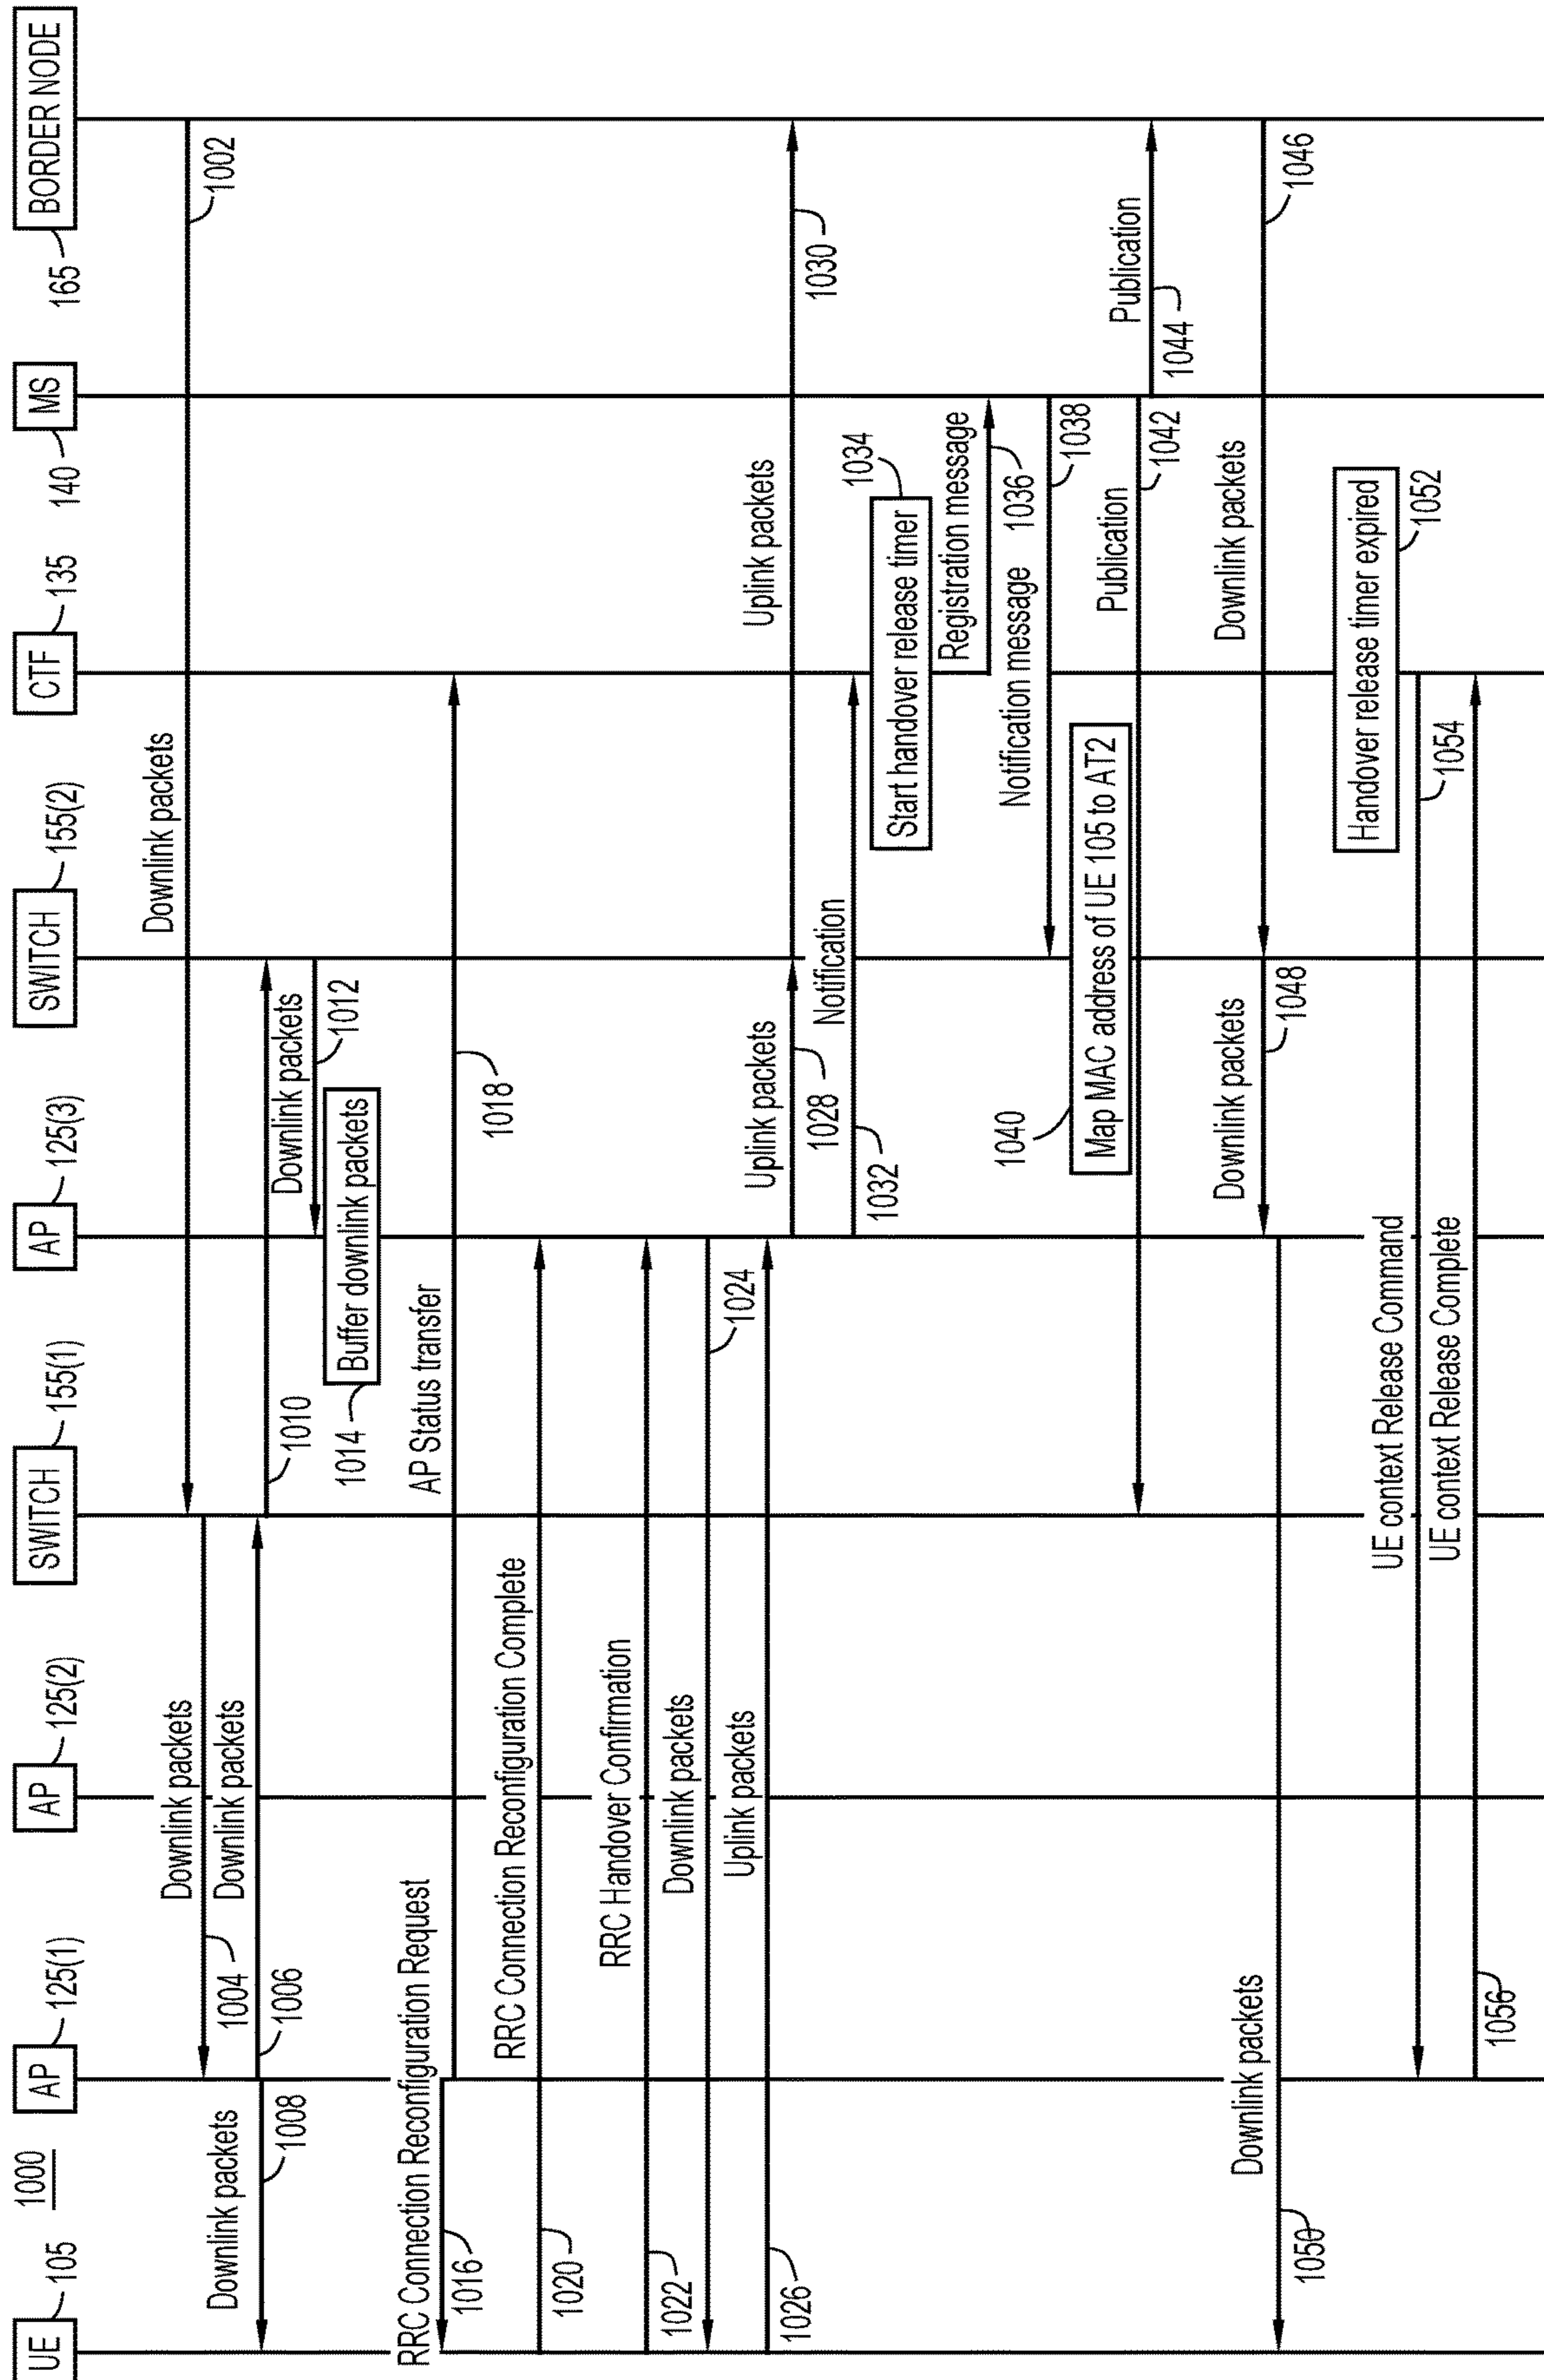 1000
UE
105
AP
125(1)
AP
125(2)
SWITCH
155(1)
AP
125(3)
SWITCH
155(2)
CTF
135
MS
140
BORDER NODE
165
Downlink packets
1002
Downlink packets
1004
Downlink packets
1006
Downlink packets
1008
1010
Downlink packets
1012
Buffer downlink packets
1014
RRC Connection Reconfiguration Request
1016
AP Status transfer
1018
RRC Connection Reconfiguration Complete
1020
RRC Handover Confirmation
1022
Downlink packets
1024
Uplink packets
1026
Uplink packets
1028
Uplink packets
1030
Notification
1032
Start handover release timer
1034
Registration message
1036
Notification message
1038
Map MAC address of UE 105 to AT2
1040
Publication
1042
Publication
1044
Downlink packets
1046
Downlink packets
1048
Downlink packets
1050
Handover release timer expired
1052
UE context Release Command
1054
UE context Release Complete
1056